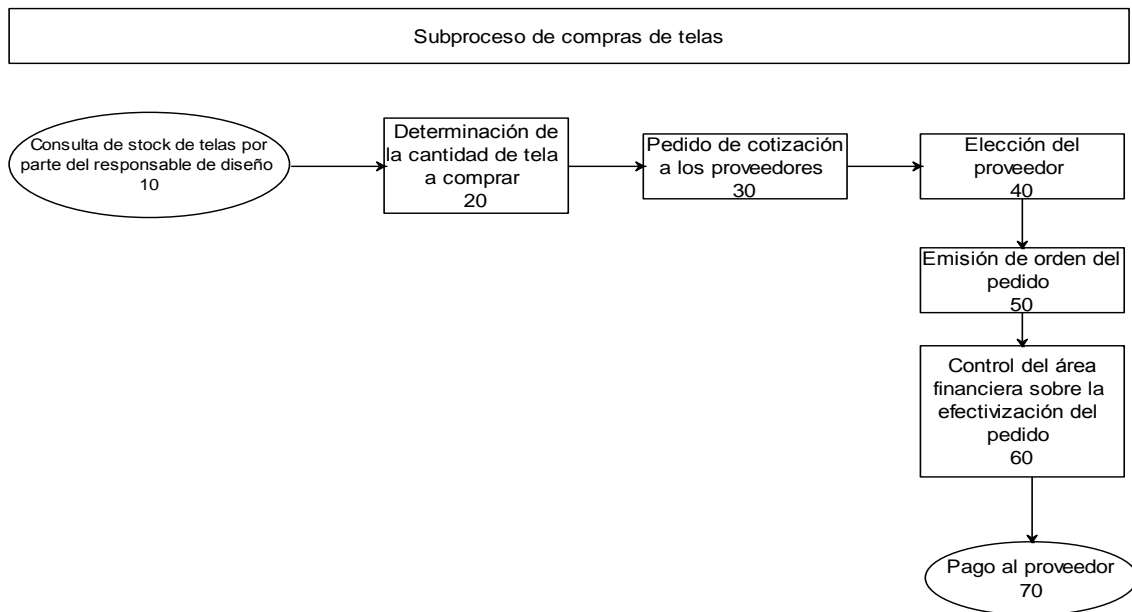 Subproceso de compras de telas
Consulta de stock de telas por
parte del responsable de diseño
10
Determinación de
la cantidad de tela
a comprar
20
Pedido de cotización
a los proveedores
30
Elección del
proveedor
40
Emisión de orden del
pedido
50
Control del área
financiera sobre la
efectivización del
pedido
60
Pago al proveedor
70